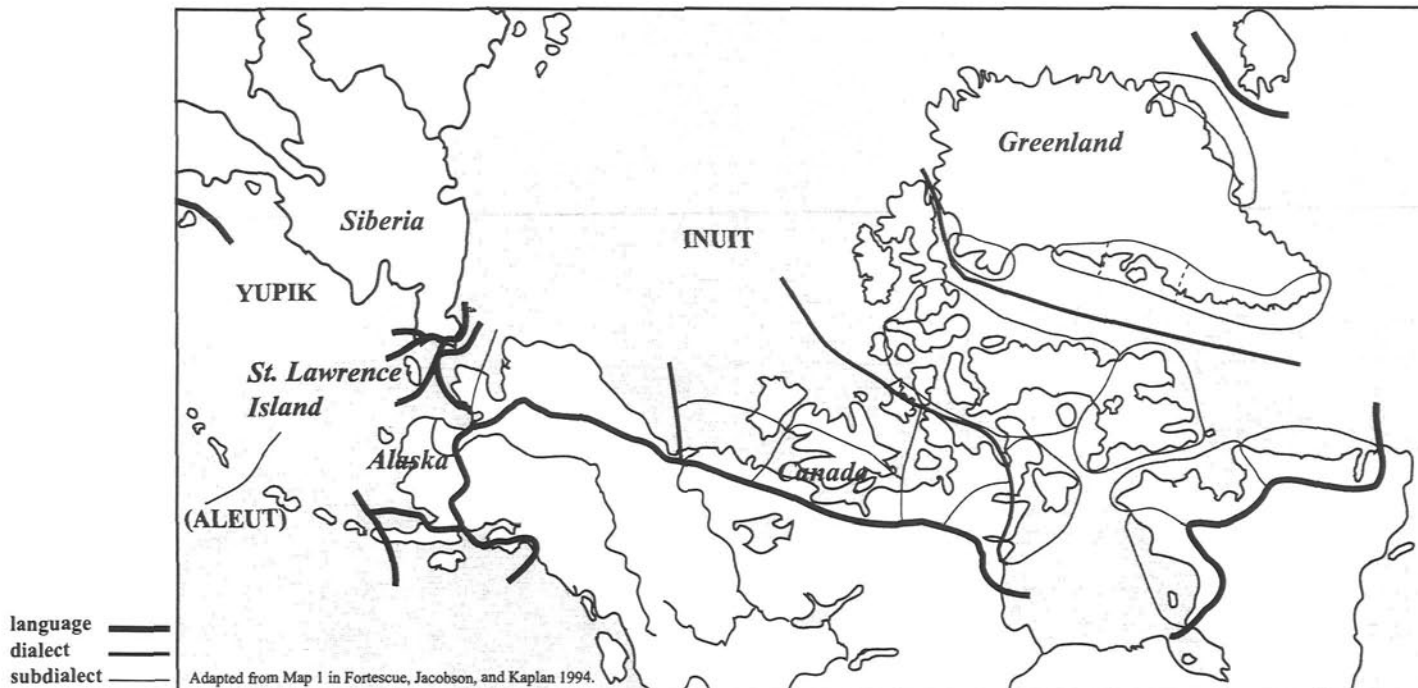 Greenland
Siberia
INUIT
YUPIK
St. Lawrence
Island
Alaska
Canada
(ALEUT)
language
dialect
subdialect
Adapted from Map 1 in Fortescue, Jacobson, and Kaplan 1994.